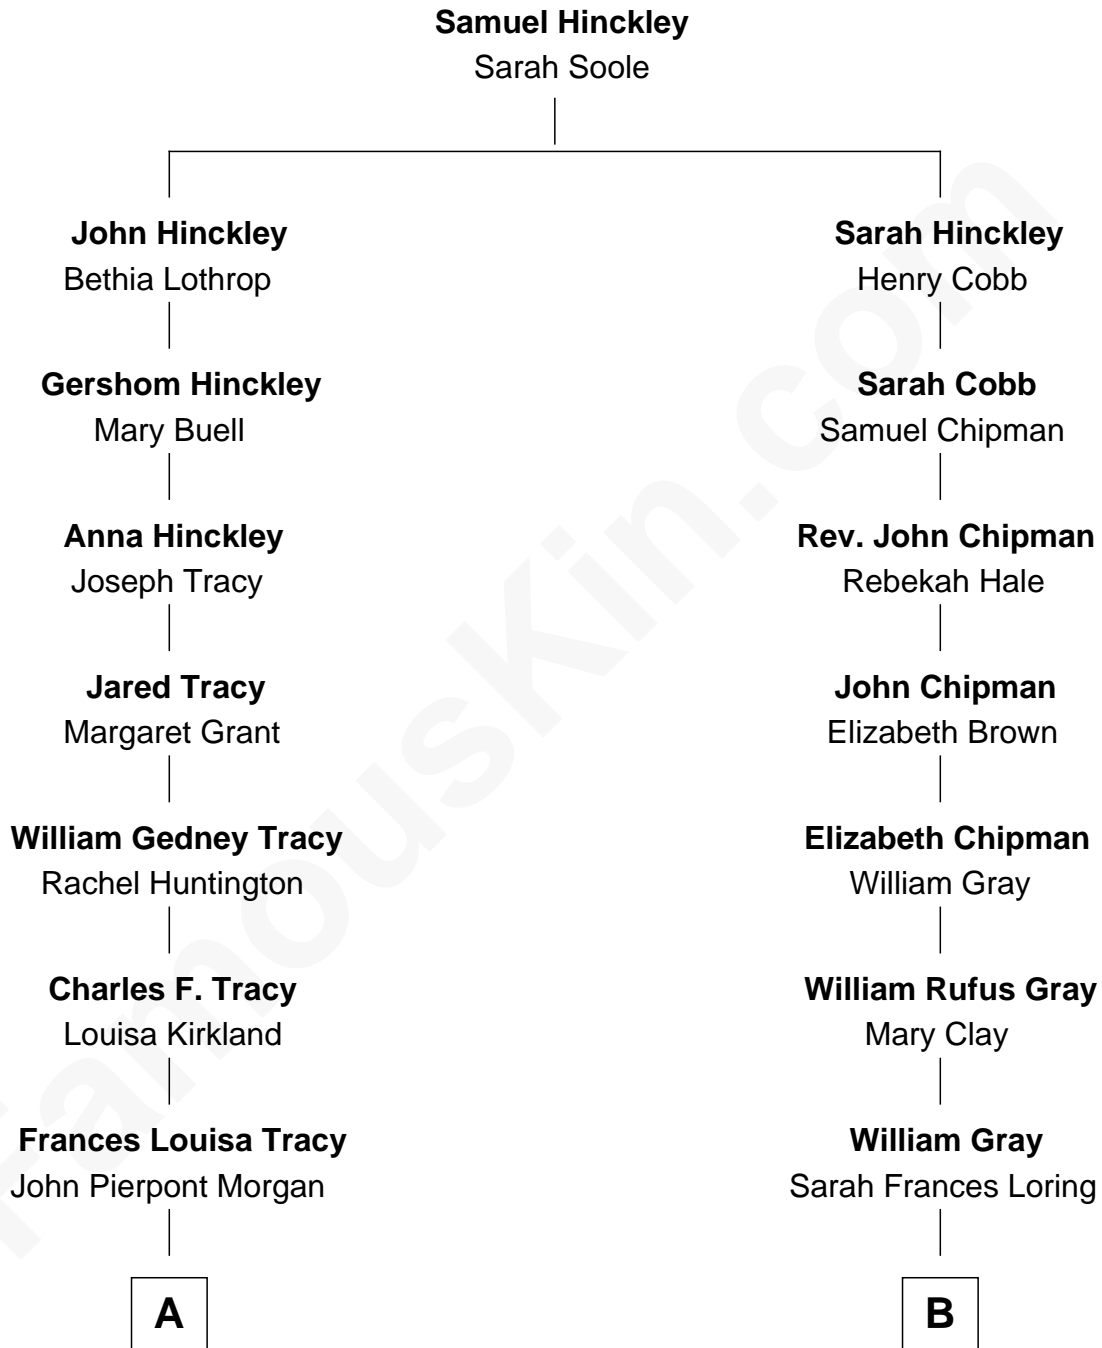 Samuel Hinckley
Sarah Soole
John Hinckley
Bethia Lothrop
Sarah Hinckley
Henry Cobb
Gershom Hinckley
Mary Buell
Sarah Cobb
Samuel Chipman
Anna Hinckley
Joseph Tracy
Rev. John Chipman
Rebekah Hale
Jared Tracy
Margaret Grant
John Chipman
Elizabeth Brown
William Gedney Tracy
Rachel Huntington
Elizabeth Chipman
William Gray
Charles F. Tracy
Louisa Kirkland
William Rufus Gray
Mary Clay
Frances Louisa Tracy
John Pierpont Morgan
William Gray
Sarah Frances Loring
A
B
FamousKin.com